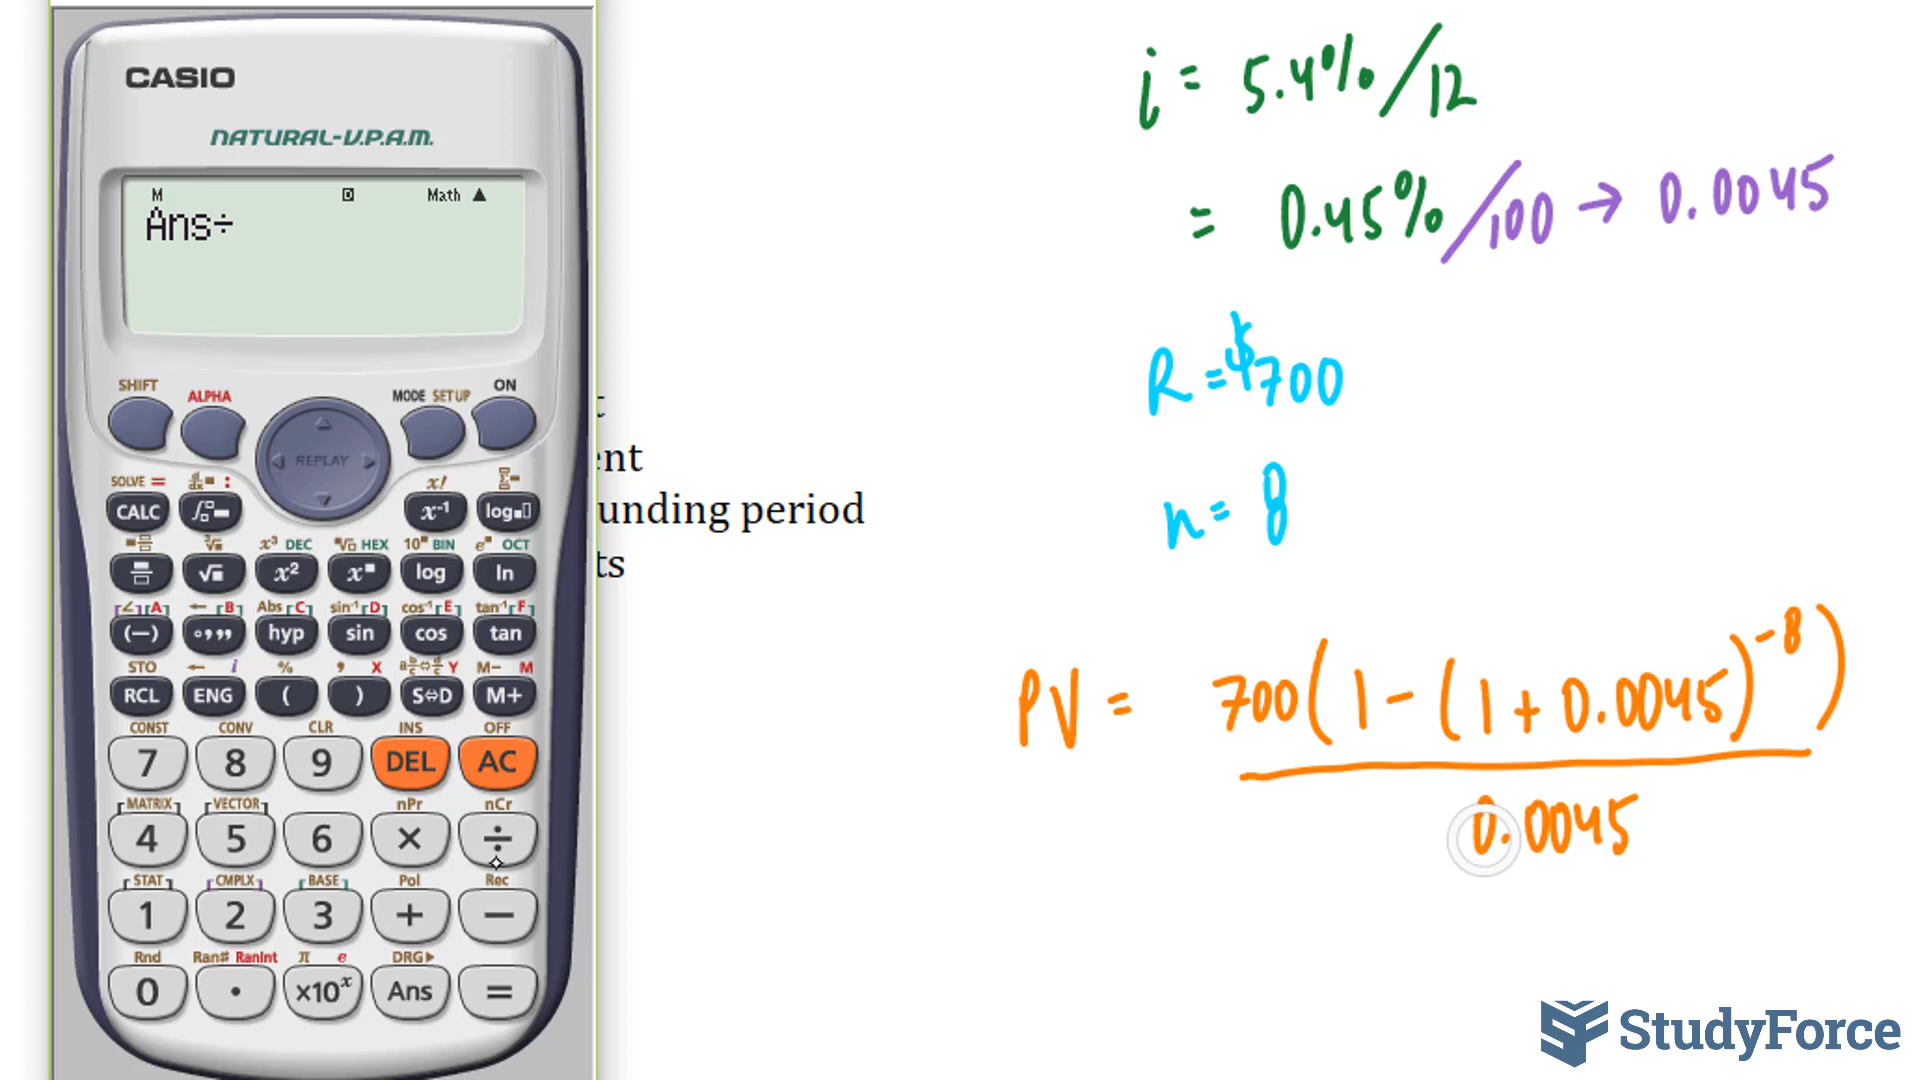 CASIO
NATURAL-V.P.A.M.
M D Math ▲
Ans÷
SHIFT ALPHA MODE SETUP ON
REPLAY
SOLVE = d/dx= : x! Σ=
CALC ∫ x⁻¹ log
³√ x³ DEC √ HEX 10 BIN e OCT
√ x² x log ln
∠ A ← B Abs C sin⁻¹ D cos⁻¹ E tan⁻¹ F
(−) °,,, hyp sin cos tan
STO ← i % , X a b/c⇔d/c Y M− M
RCL ENG ( ) S⇔D M+
CONST CONV CLR INS OFF
7 8 9 DEL AC
MATRIX VECTOR nPr nCr
4 5 6 × ÷
STAT CMPLX BASE Pol Rec
1 2 3 + −
Rnd Ran# RanInt π e DRG▶
0 . ×10ˣ Ans =
t
ent
unding period
ts
i = 5.4%/12
= 0.45%/100 → 0.0045
R = $700
n = 8
PV = 700(1 − (1 + 0.0045)⁻⁸)
0.0045
StudyForce